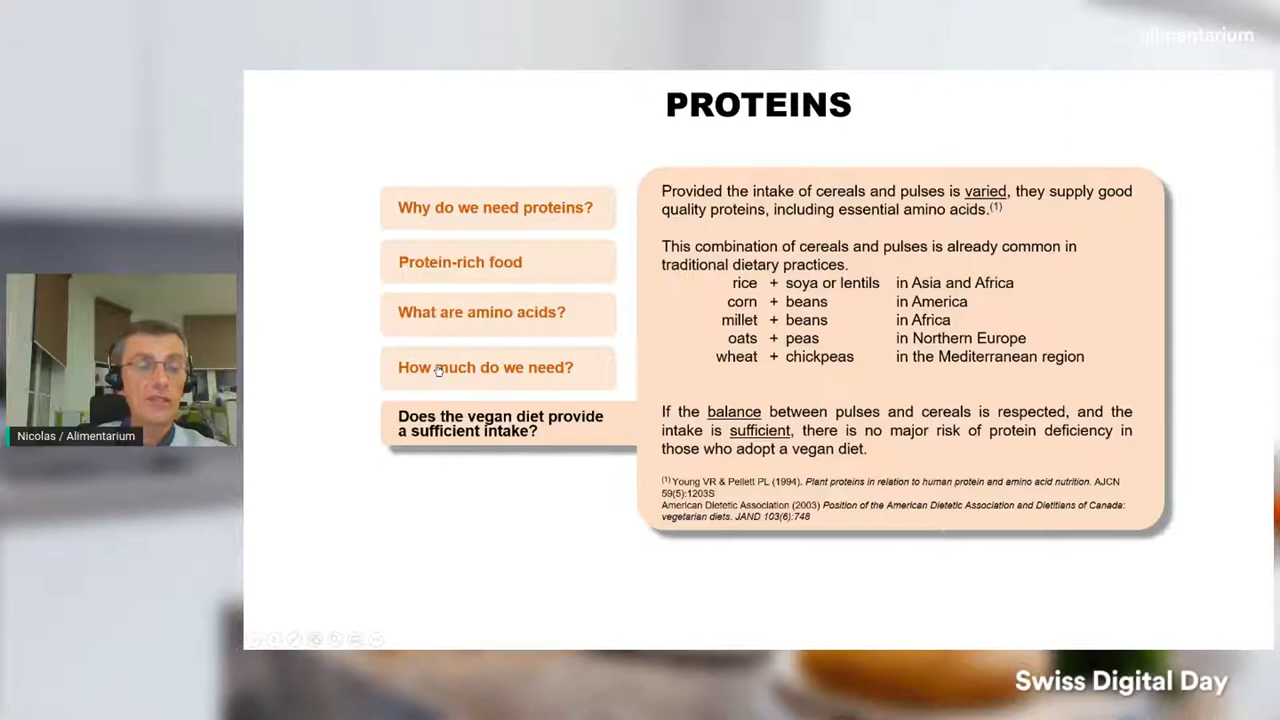 alimentarium
PROTEINS
Why do we need proteins?
Protein-rich food
What are amino acids?
How much do we need?
Does the vegan diet provide
a sufficient intake?
Provided the intake of cereals and pulses is varied, they supply good
quality proteins, including essential amino acids.(1)
This combination of cereals and pulses is already common in
traditional dietary practices.
rice + soya or lentils in Asia and Africa
corn + beans in America
millet + beans in Africa
oats + peas in Northern Europe
wheat + chickpeas in the Mediterranean region
If the balance between pulses and cereals is respected, and the
intake is sufficient, there is no major risk of protein deficiency in
those who adopt a vegan diet.
(1) Young VR & Pellett PL (1994). Plant proteins in relation to human protein and amino acid nutrition. AJCN
59(5):1203S
American Dietetic Association (2003) Position of the American Dietetic Association and Dietitians of Canada:
vegetarian diets. JAND 103(6):748
Nicolas / Alimentarium
Swiss Digital Day